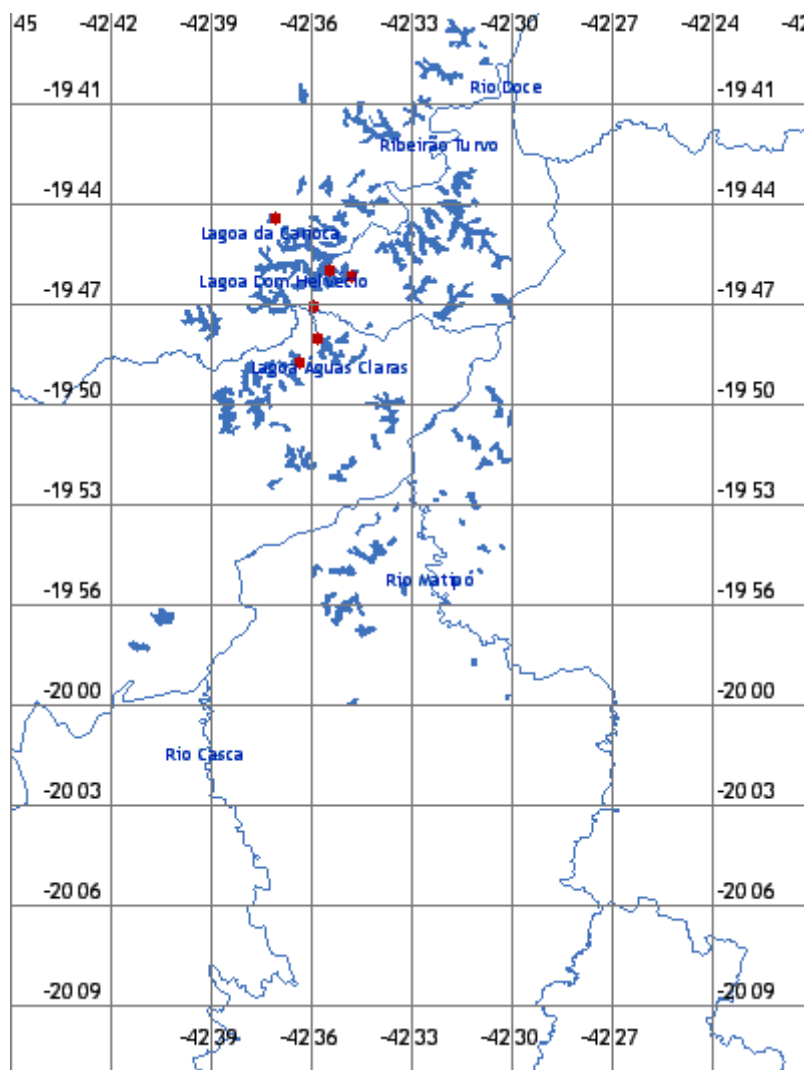 45 -42 42 -42 39 -42 36 -42 33 -42 30 -42 27 -42 24 -42
Rio Doce
-19 41 -19 41
Ribeirão Turvo
-19 44 -19 44
Lagoa da Carioca
Lagoa Dom Helvécio
-19 47 -19 47
Lagoa Águas Claras
-19 50 -19 50
-19 53 -19 53
Rio Matipó
-19 56 -19 56
-20 00 -20 00
Rio Casca
-20 03 -20 03
-20 06 -20 06
-20 09 -20 09
-42 39 -42 36 -42 33 -42 30 -42 27